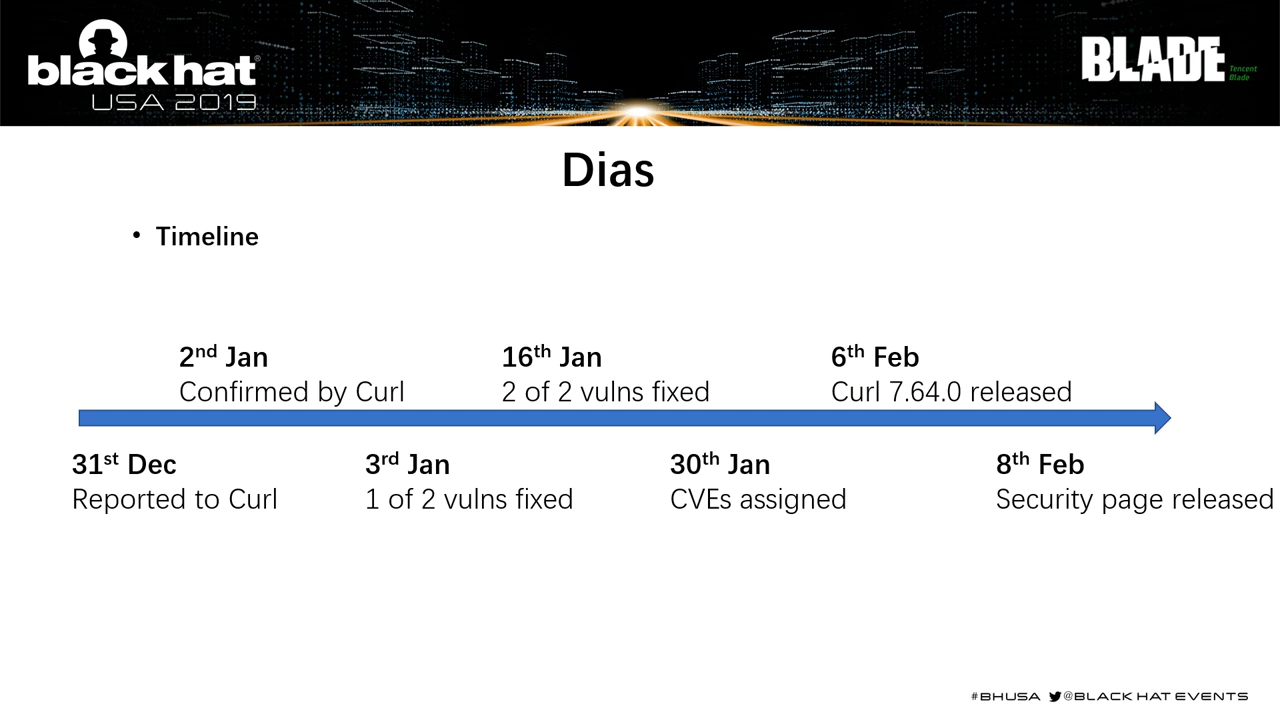 black hat®
USA 2019
BLADE
Tencent
Blade
Dias
• Timeline
2nd Jan
Confirmed by Curl
16th Jan
2 of 2 vulns fixed
6th Feb
Curl 7.64.0 released
31st Dec
Reported to Curl
3rd Jan
1 of 2 vulns fixed
30th Jan
CVEs assigned
8th Feb
Security page released
#BHUSA @BLACK HAT EVENTS